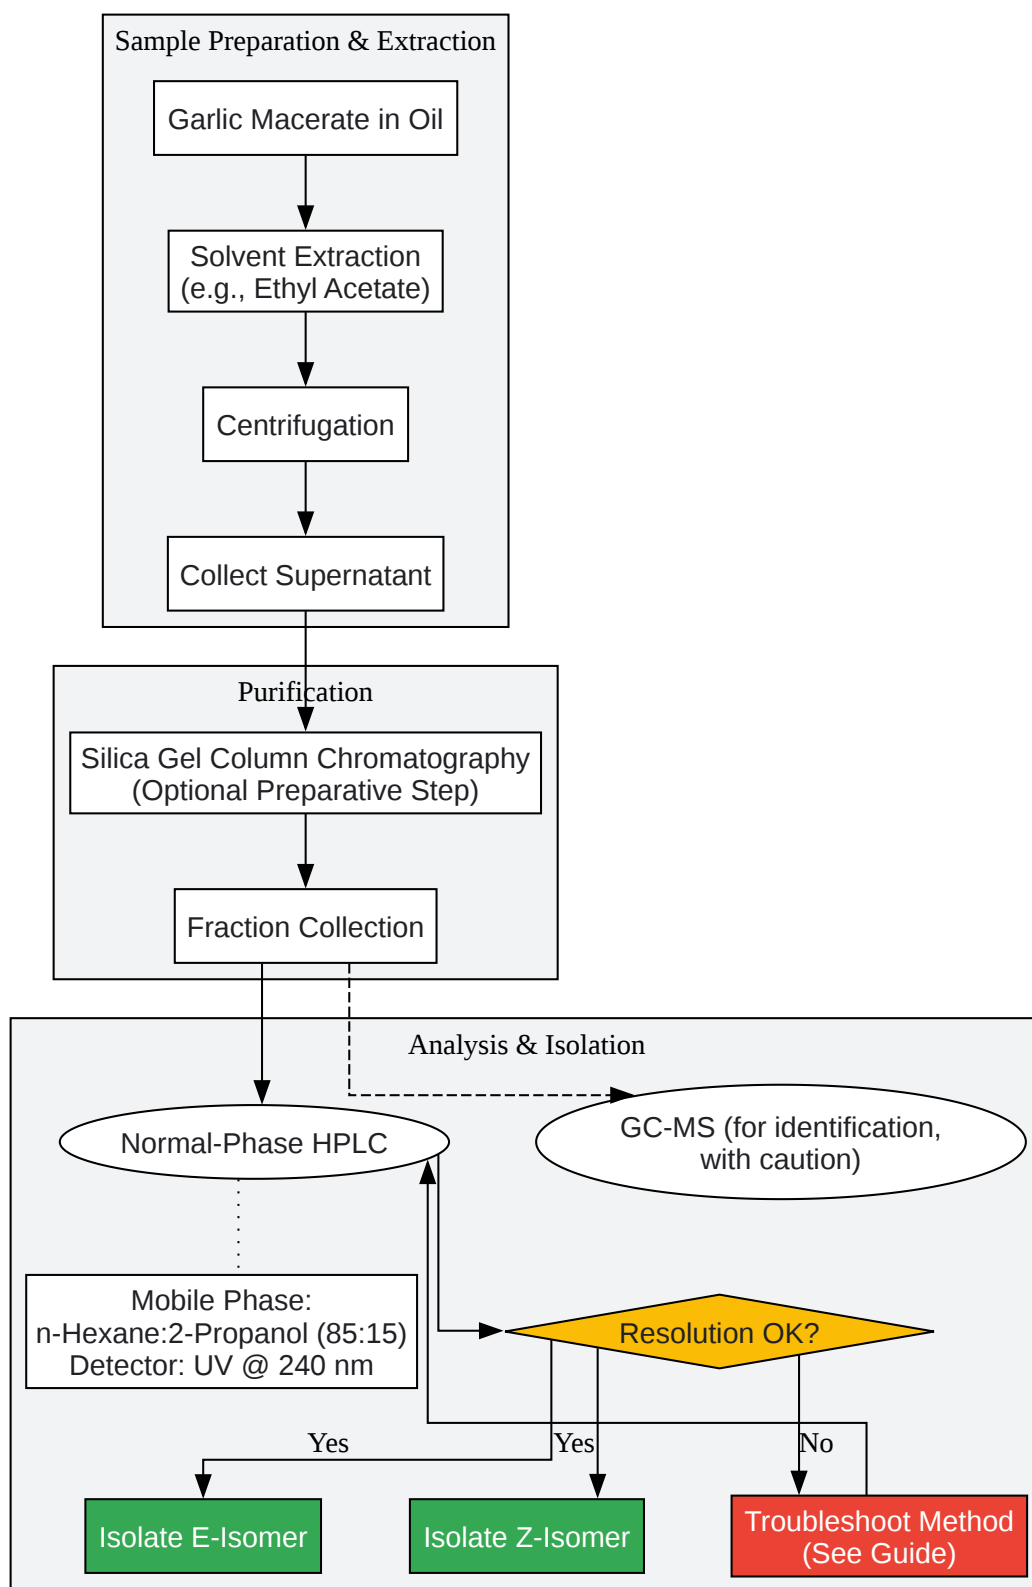 Sample Preparation & Extraction
Garlic Macerate in Oil
Solvent Extraction
(e.g., Ethyl Acetate)
Centrifugation
Collect Supernatant
Purification
Silica Gel Column Chromatography
(Optional Preparative Step)
Fraction Collection
Analysis & Isolation
Normal-Phase HPLC
GC-MS (for identification,
with caution)
Mobile Phase:
n-Hexane:2-Propanol (85:15)
Detector: UV @ 240 nm
Resolution OK?
Yes
Yes
No
Isolate E-Isomer
Isolate Z-Isomer
Troubleshoot Method
(See Guide)